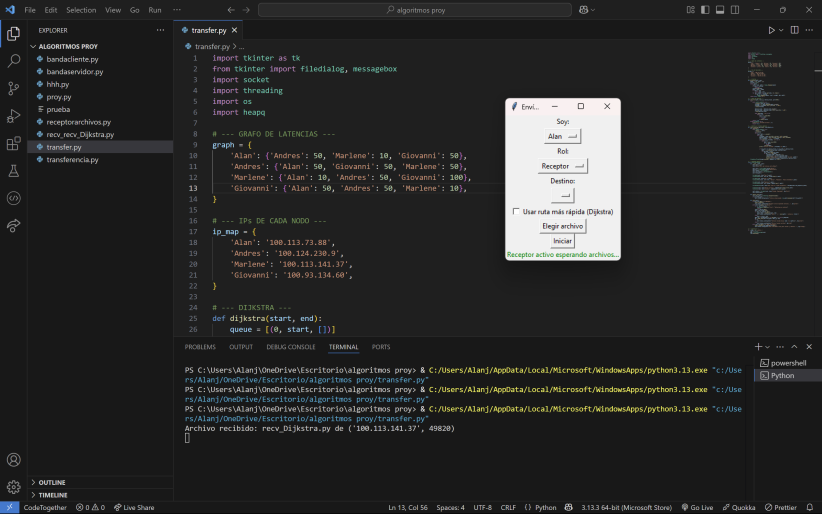 File Edit Selection View Go Run ··· algoritmos proy
EXPLORER
ALGORITMOS PROY
bandacliente.py
bandaservidor.py
hhh.py
proy.py
prueba
receptorarchivos.py
recv_recv_Dijkstra.py
transfer.py
transferencia.py
OUTLINE
TIMELINE
transfer.py
transfer.py > ...
1 import tkinter as tk
2 from tkinter import filedialog, messagebox
3 import socket
4 import threading
5 import os
6 import heapq
7
8 # --- GRAFO DE LATENCIAS ---
9 graph = {
10 'Alan': {'Andres': 50, 'Marlene': 10, 'Giovanni': 50},
11 'Andres': {'Alan': 50, 'Giovanni': 50, 'Marlene': 50},
12 'Marlene': {'Alan': 10, 'Andres': 50, 'Giovanni': 100},
13 'Giovanni': {'Alan': 50, 'Andres': 50, 'Marlene': 10},
14 }
15
16 # --- IPs DE CADA NODO ---
17 ip_map = {
18 'Alan': '100.113.73.88',
19 'Andres': '100.124.230.9',
20 'Marlene': '100.113.141.37',
21 'Giovanni': '100.93.134.60',
22 }
23
24 # --- DIJKSTRA ---
25 def dijkstra(start, end):
26 queue = [(0, start, [])]
Enví...
Soy:
Alan
Rol:
Receptor
Destino:
Usar ruta más rápida (Dijkstra)
Elegir archivo
Iniciar
Receptor activo esperando archivos...
PROBLEMS OUTPUT DEBUG CONSOLE TERMINAL PORTS
PS C:\Users\Alanj\OneDrive\Escritorio\algoritmos proy> & C:/Users/Alanj/AppData/Local/Microsoft/WindowsApps/python3.13.exe "c:/Use
rs/Alanj/OneDrive/Escritorio/algoritmos proy/transfer.py"
PS C:\Users\Alanj\OneDrive\Escritorio\algoritmos proy> & C:/Users/Alanj/AppData/Local/Microsoft/WindowsApps/python3.13.exe "c:/Use
rs/Alanj/OneDrive/Escritorio/algoritmos proy/transfer.py"
PS C:\Users\Alanj\OneDrive\Escritorio\algoritmos proy> & C:/Users/Alanj/AppData/Local/Microsoft/WindowsApps/python3.13.exe "c:/Use
rs/Alanj/OneDrive/Escritorio/algoritmos proy/transfer.py"
Archivo recibido: recv_Dijkstra.py de ('100.113.141.37', 49820)
powershell
Python
CodeTogether 0 0 Live Share Ln 13, Col 56 Spaces: 4 UTF-8 CRLF {} Python 3.13.3 64-bit (Microsoft Store) Go Live Quokka Prettier